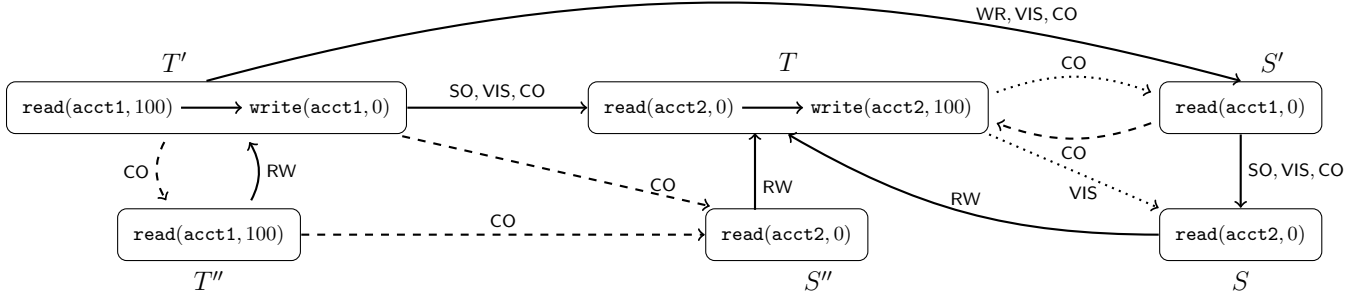 WR, VIS, CO
T′
T
CO
S′
read(acct1, 100) write(acct1, 0)
SO, VIS, CO
read(acct2, 0) write(acct2, 100)
read(acct1, 0)
CO
CO
RW
CO
RW
RW
VIS
SO, VIS, CO
read(acct1, 100)
CO
read(acct2, 0)
read(acct2, 0)
T′′
S′′
S